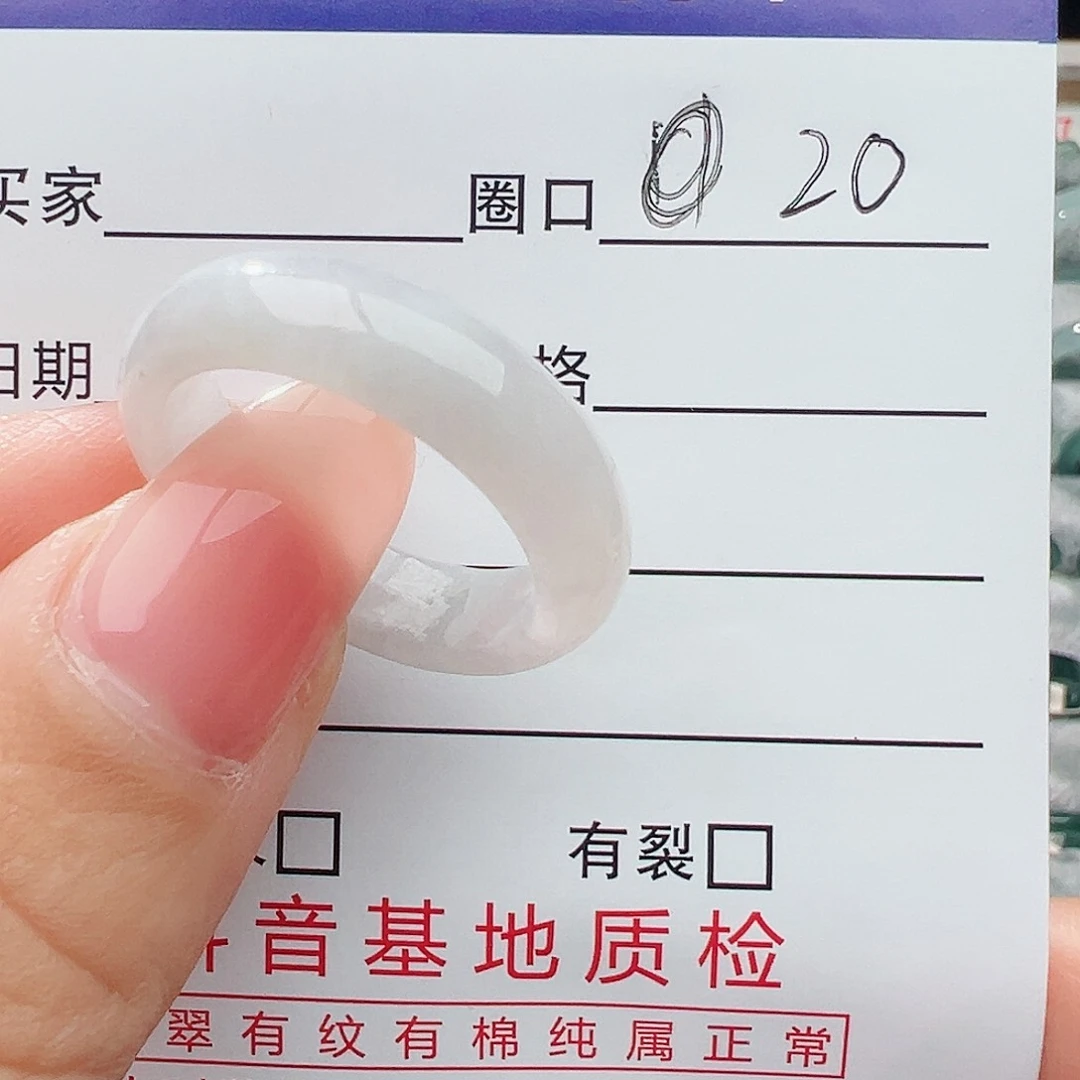 买家 圈口 20
日期 格
有裂
音基地质检
翠有纹有棉纯属正常